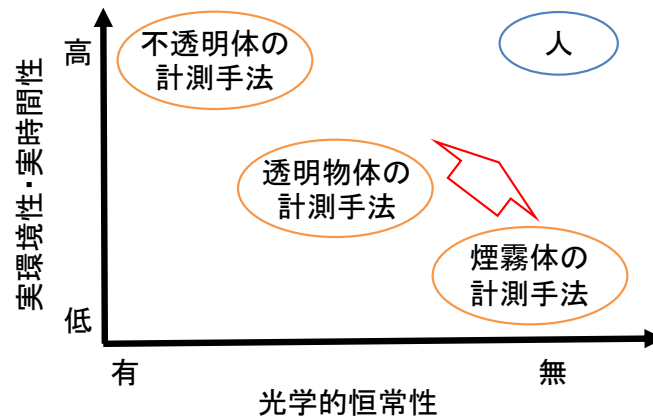 高
不透明体の
計測手法
人
実環境性・実時間性
透明物体の
計測手法
煙霧体の
計測手法
低
有
無
光学的恒常性